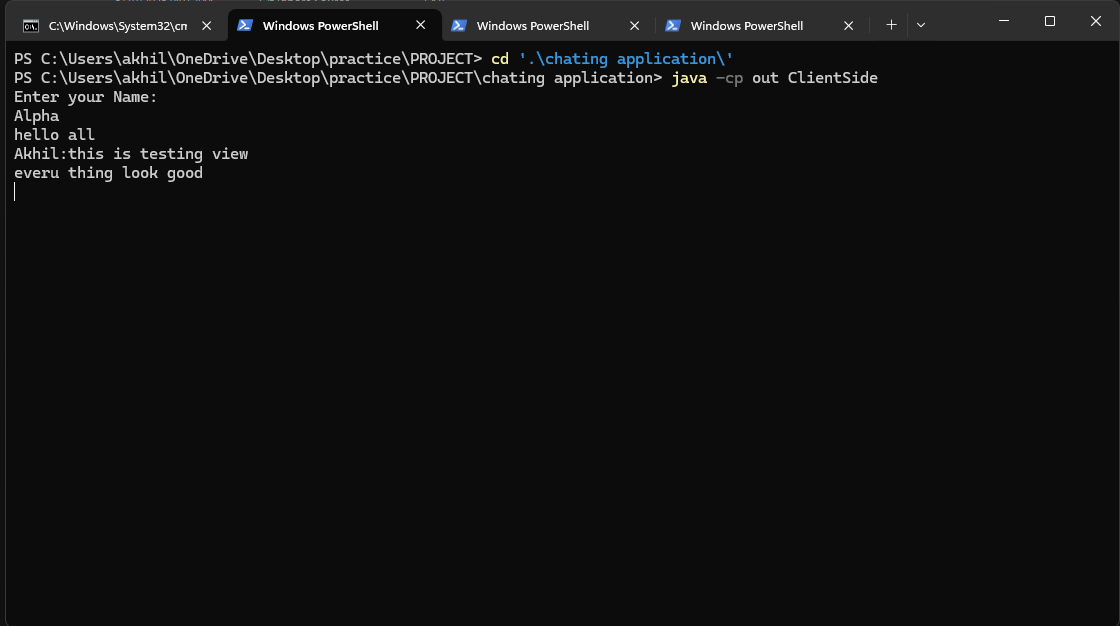 C:\Windows\System32\cm
Windows PowerShell
Windows PowerShell
Windows PowerShell
PS C:\Users\akhil\OneDrive\Desktop\practice\PROJECT> cd '.\chating application\'
PS C:\Users\akhil\OneDrive\Desktop\practice\PROJECT\chating application> java -cp out ClientSide
Enter your Name:
Alpha
hello all
Akhil:this is testing view
everu thing look good